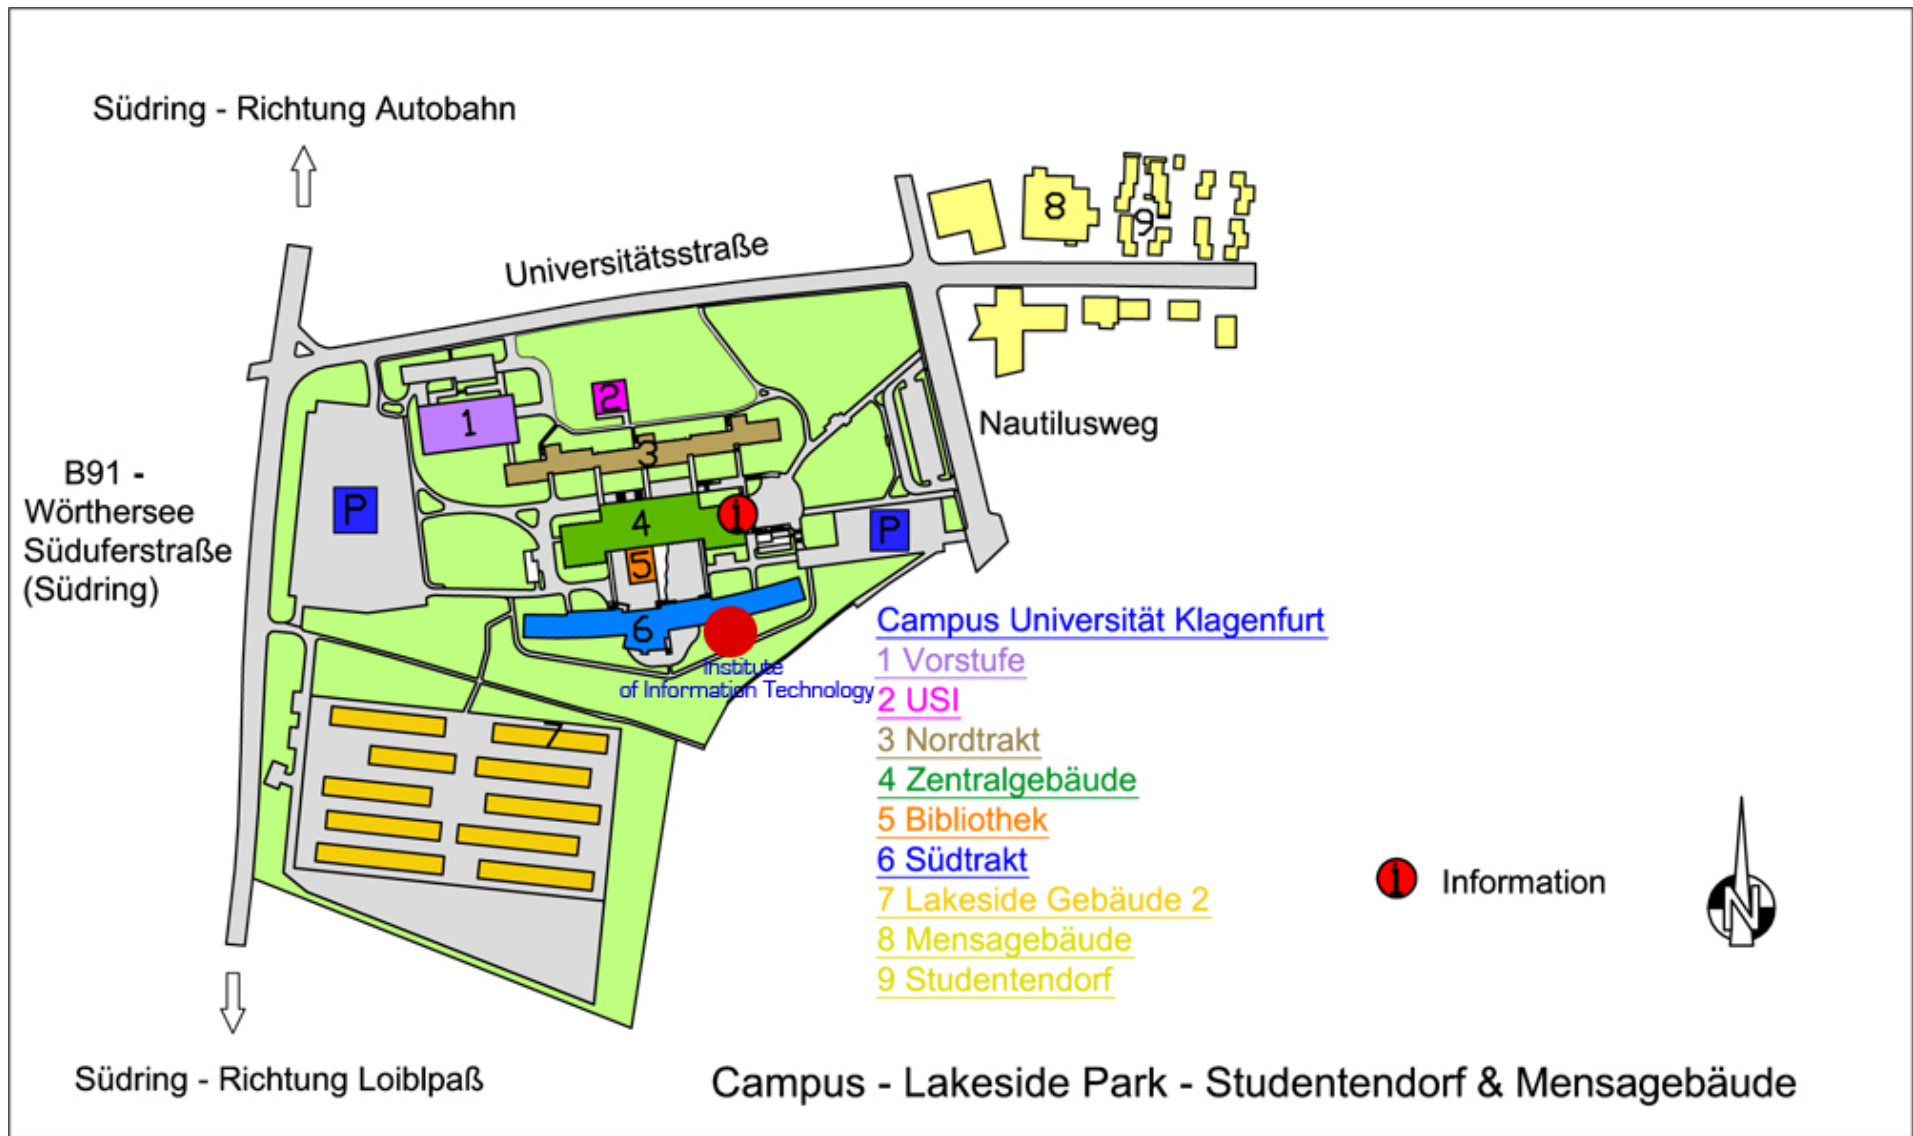 Südring - Richtung Autobahn
Universitätsstraße
8
9
1
2
3
Nautilusweg
B91 -
Wörthersee
Süduferstraße
(Südring)
P
4
i
P
5
6
Institute
of Information Technology
7
Campus Universität Klagenfurt
1 Vorstufe
2 USI
3 Nordtrakt
4 Zentralgebäude
5 Bibliothek
6 Südtrakt
7 Lakeside Gebäude 2
8 Mensagebäude
9 Studentendorf
i Information
N
Südring - Richtung Loiblpaß
Campus - Lakeside Park - Studentendorf & Mensagebäude